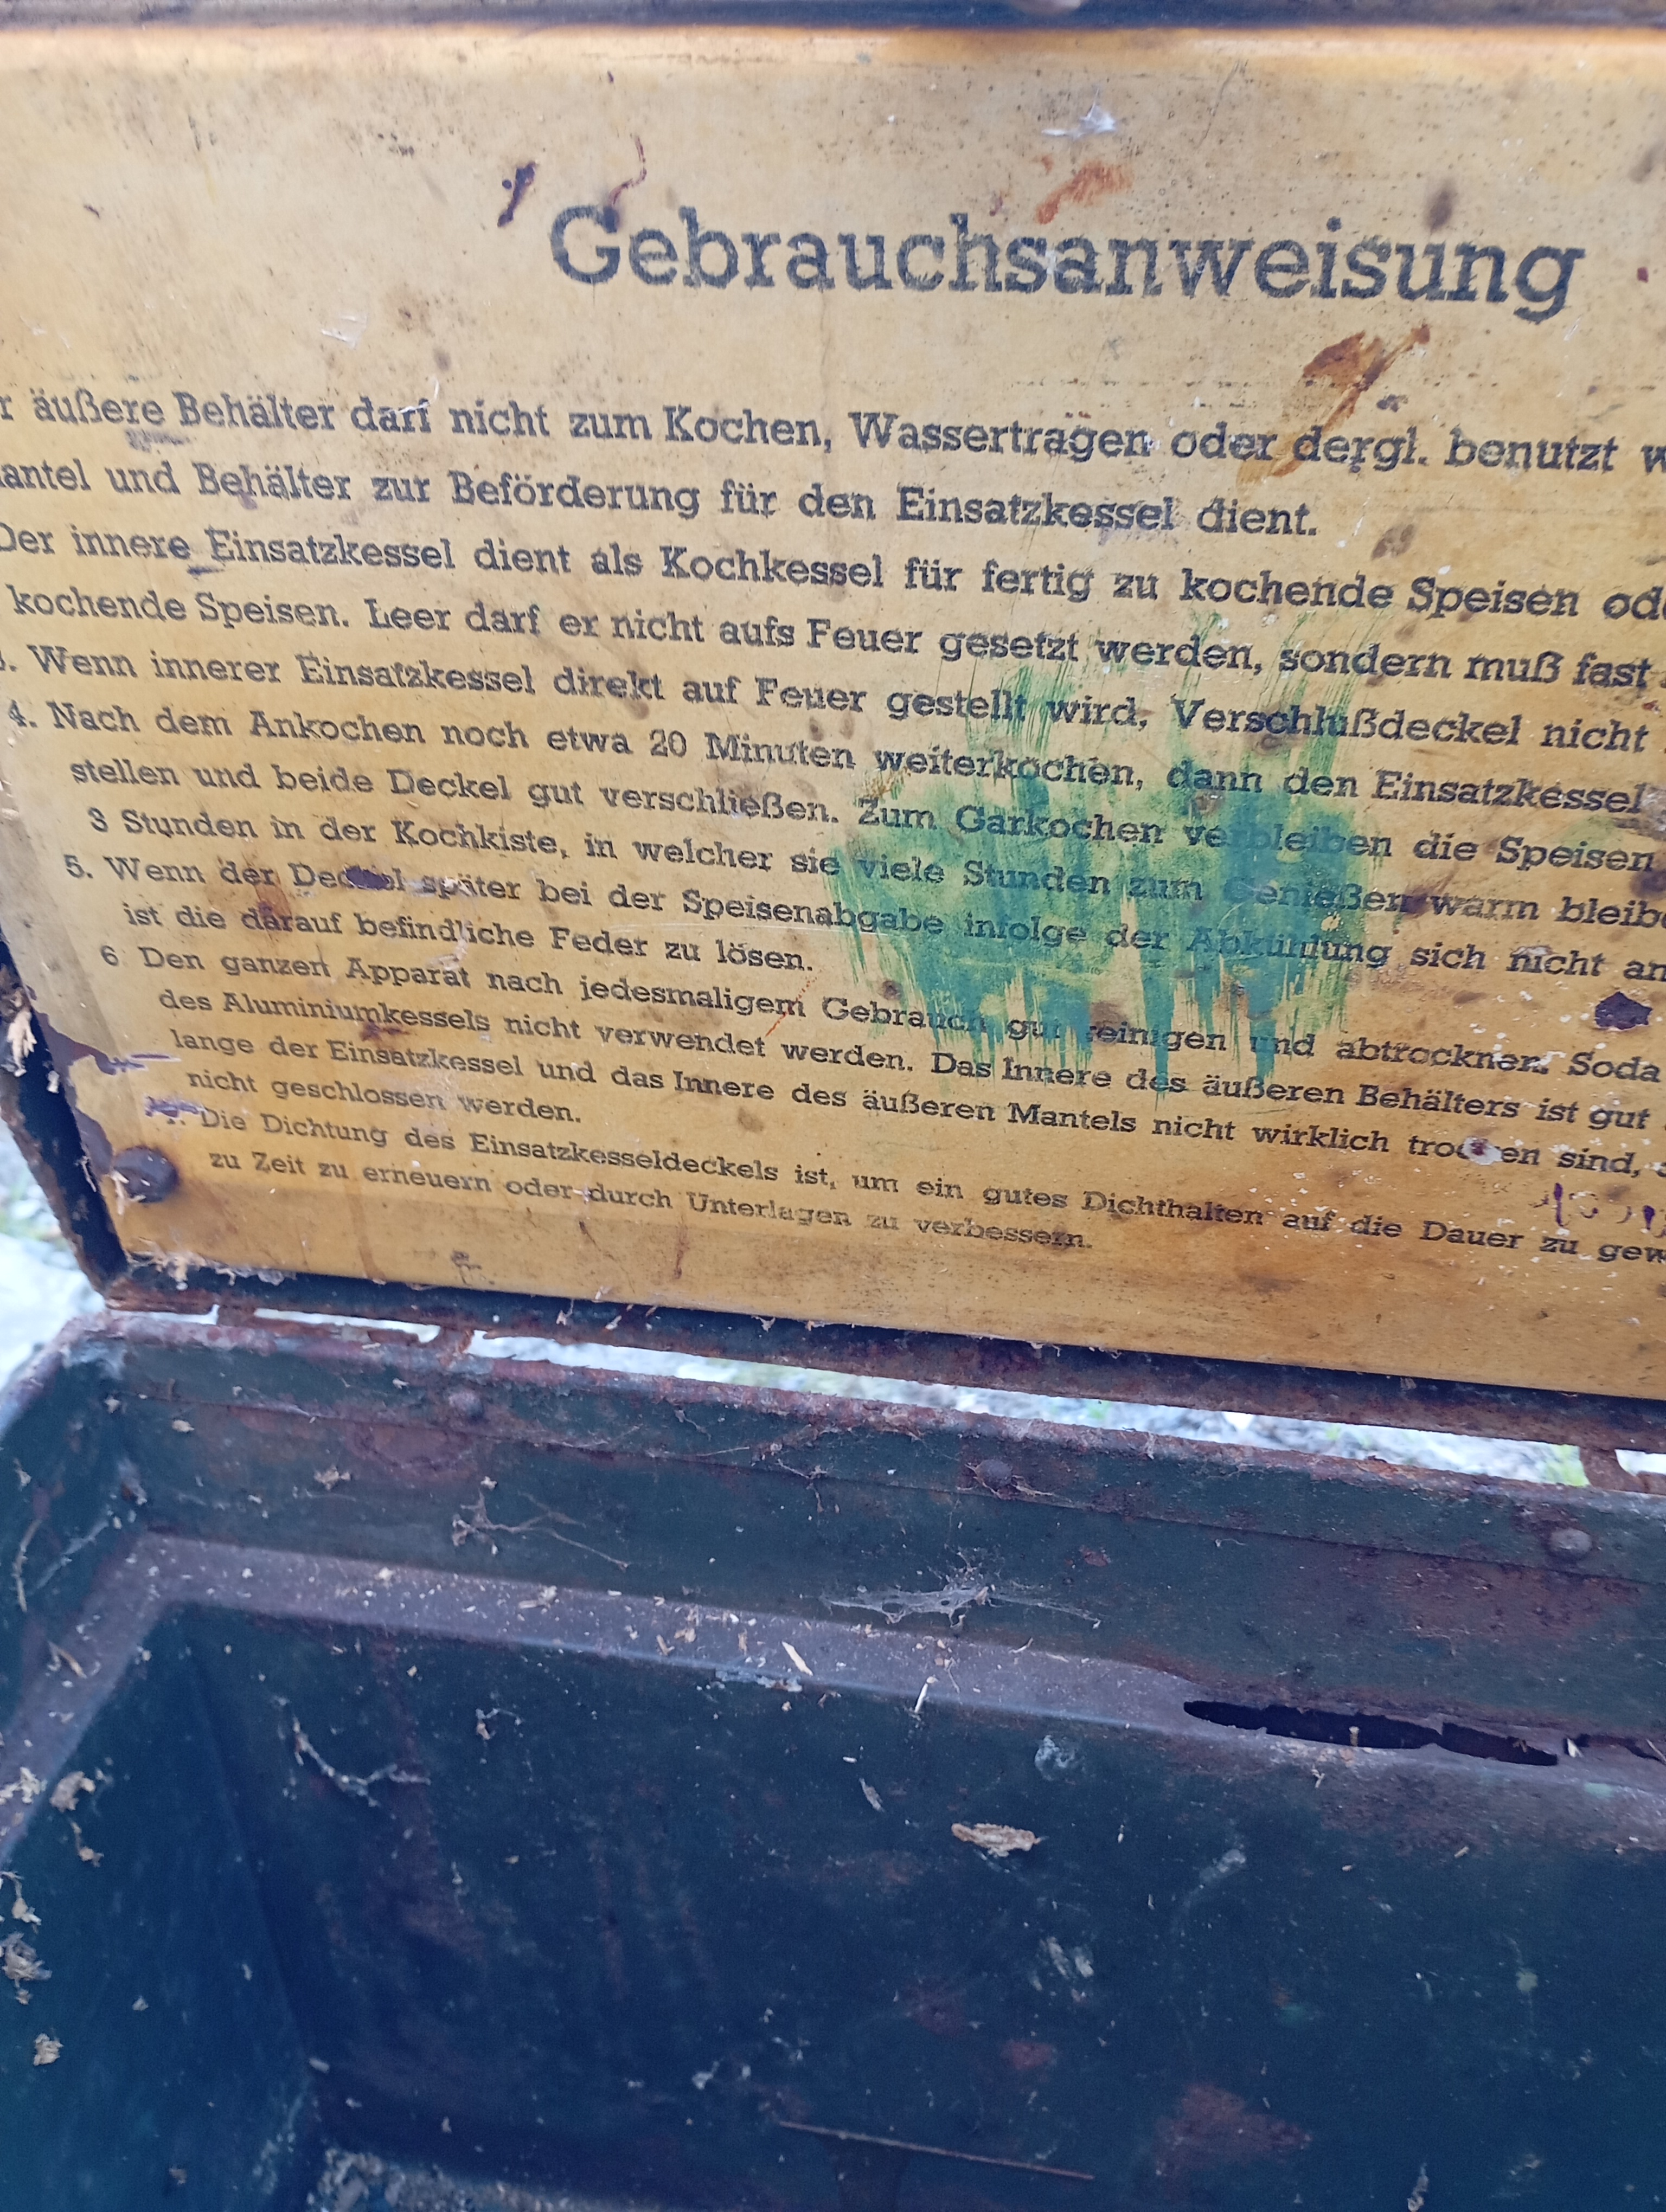 Gebrauchsanweisung
äußere Behälter darf nicht zum Kochen, Wassertragen oder dergl. benutzt
und Behälter zur Beförderung für den Einsatzkessel dient.
Der innere Einsatzkessel dient als Kochkessel für fertig zu kochende Speisen
kochende Speisen. Leer darf er nicht aufs Feuer gesetzt werden, sondern muß fast
Wenn innerer Einsatzkessel direkt auf Feuer gestellt wird, Verschlußdeckel nicht
4. Nach dem Ankochen noch etwa 20 Minuten weiterkochen, dann den Einsatzkessel
stellen und beide Deckel gut verschließen. Zum Garkochen verbleiben die Speisen
3 Stunden in der Kochkiste, in welcher sie viele Stunden zum Genießen warm
5. Wenn der Deckel später bei der Speisenabgabe infolge der Abkühlung sich nicht
ist die darauf befindliche Feder zu lösen.
6 Den ganzen Apparat nach jedesmaligem Gebrauch gut reinigen und abtrocknen. Soda
des Aluminiumkessels nicht verwendet werden. Das Innere des äußeren Behälters ist gut
lange der Einsatzkessel und das Innere des äußeren Mantels nicht wirklich trocken sind,
nicht geschlossen werden.
Die Dichtung des Einsatzkesseldeckels ist, um ein gutes Dichthalten auf die Dauer zu
zu Zeit zu erneuern oder durch Unterlagen zu verbessern.